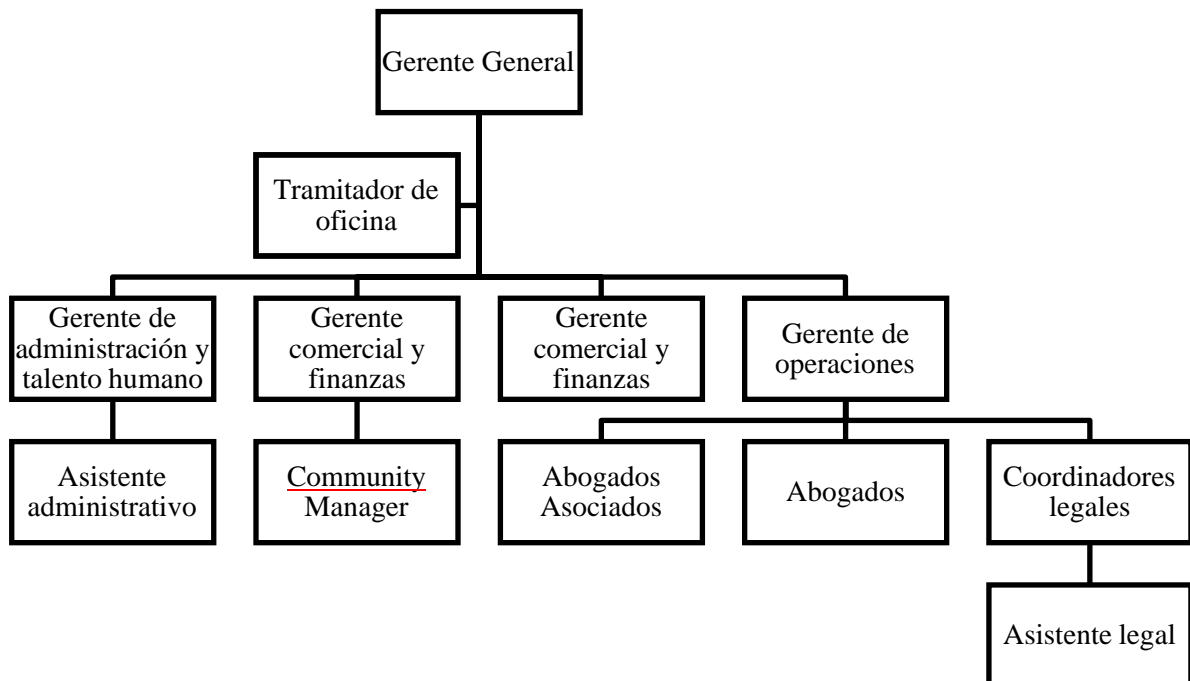 Gerente General
Tramitador de
oficina
Gerente de
administración y
talento humano
Gerente
comercial y
finanzas
Gerente
comercial y
finanzas
Gerente de
operaciones
Asistente
administrativo
Community
Manager
Abogados
Asociados
Abogados
Coordinadores
legales
Asistente legal